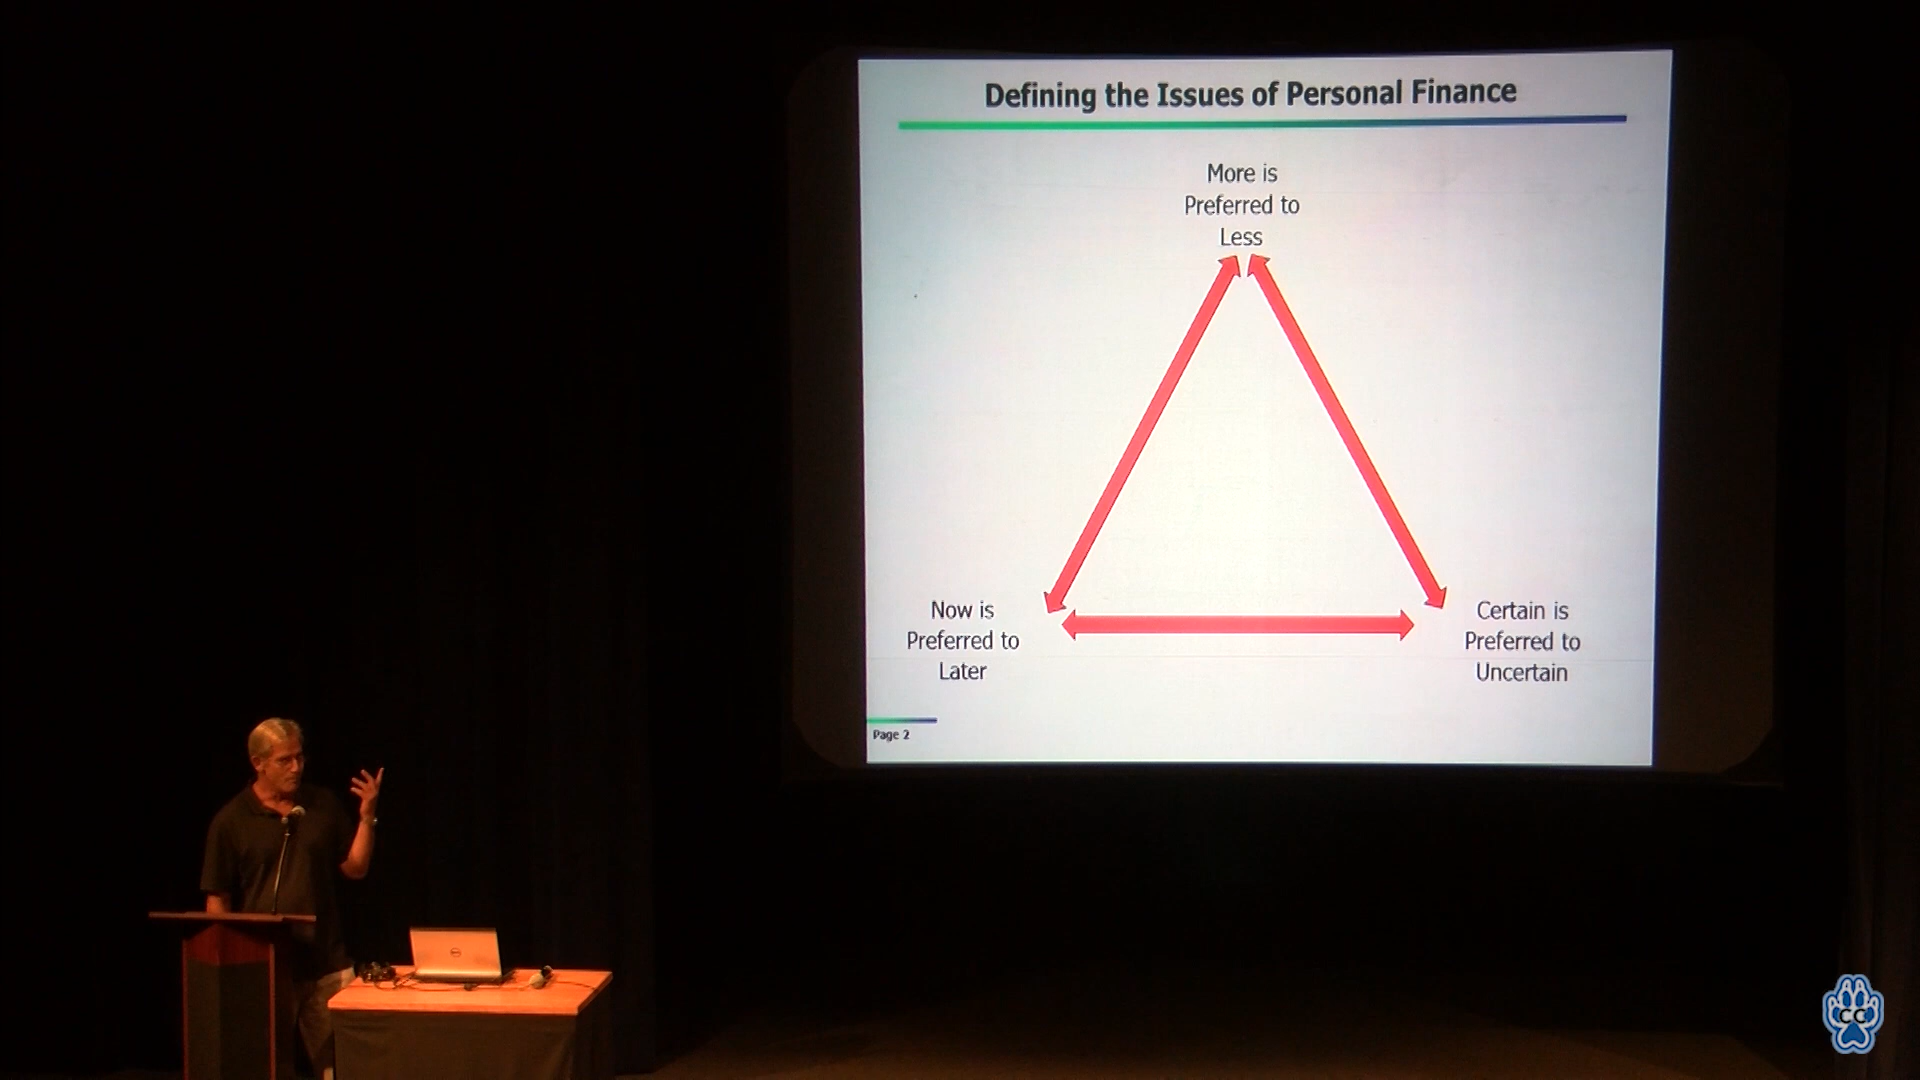 Defining the Issues of Personal Finance
More is
Preferred to
Less
Now is
Preferred to
Later
Certain is
Preferred to
Uncertain
Page 2
CC